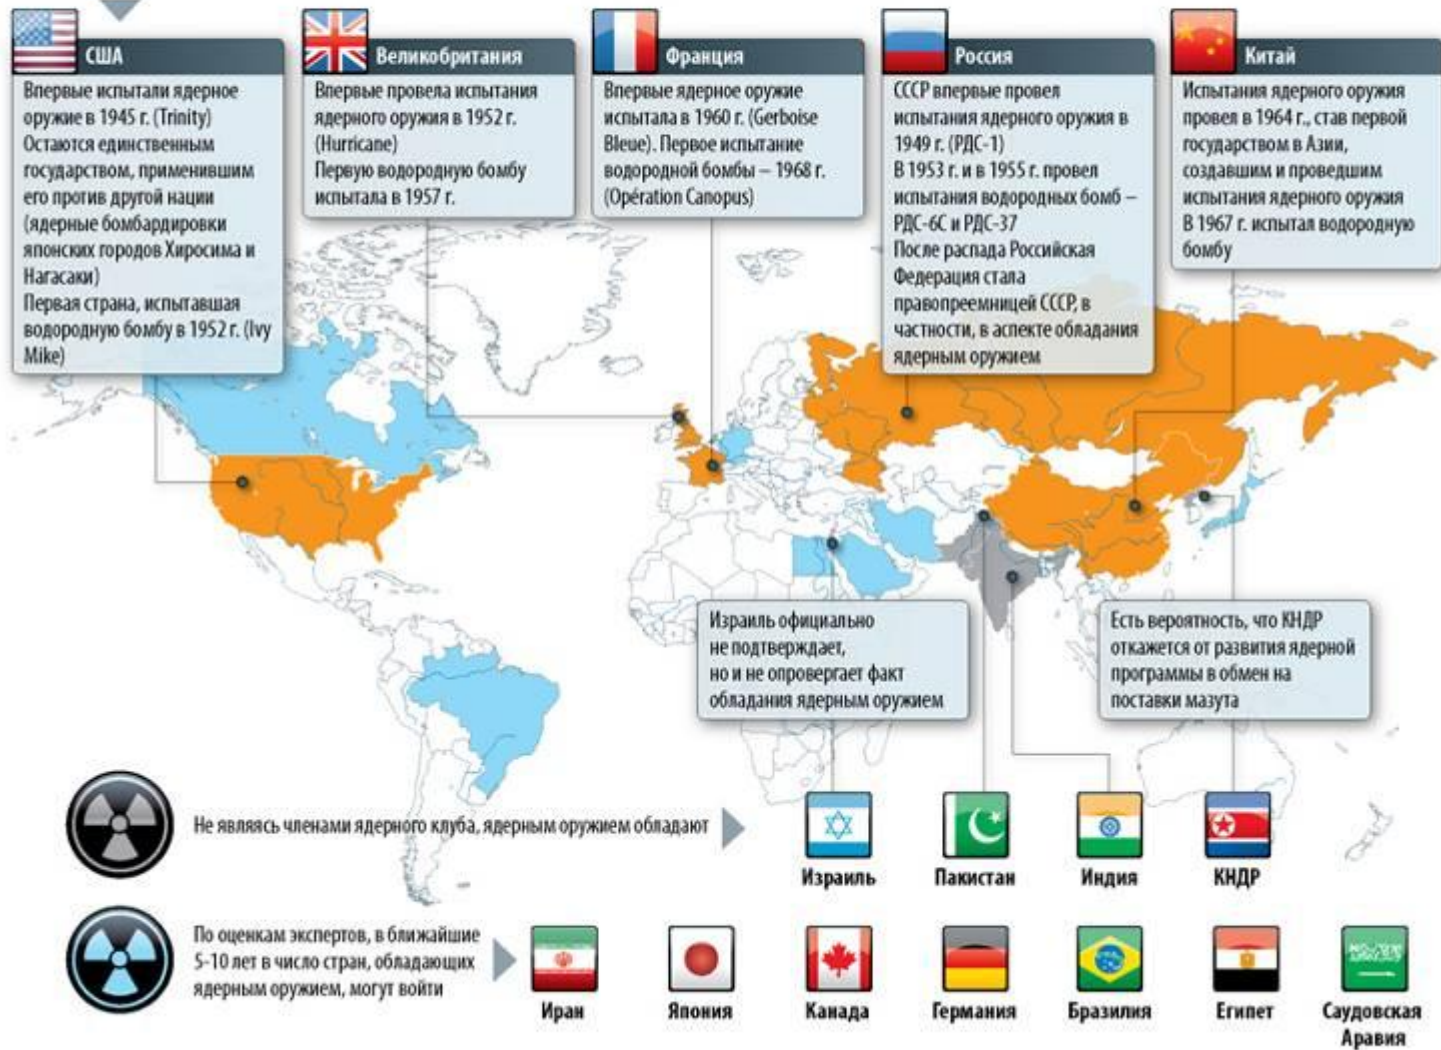 США
Впервые испытали ядерное
оружие в 1945 г. (Trinity)
Остаются единственным
государством, применившим
его против другой нации
(ядерные бомбардировки
японских городов Хиросима и
Нагасаки)
Первая страна, испытавшая
водородную бомбу в 1952 г. (Ivy
Mike)
Великобритания
Впервые провела испытания
ядерного оружия в 1952 г.
(Hurricane)
Первую водородную бомбу
испытала в 1957 г.
Франция
Впервые ядерное оружие
испытала в 1960 г. (Gerboise
Bleue). Первое испытание
водородной бомбы – 1968 г.
(Opération Canopus)
Россия
СССР впервые провел
испытания ядерного оружия в
1949 г. (РДС-1)
В 1953 г. и в 1955 г. провел
испытания водородных бомб –
РДС-6С и РДС-37
После распада Российская
Федерация стала
правопреемницей СССР, в
частности, в аспекте обладания
ядерным оружием
Китай
Испытания ядерного оружия
провел в 1964 г., став первой
государством в Азии,
создавшим и проведшим
испытания ядерного оружия
В 1967 г. испытал водородную
бомбу
Израиль официально
не подтверждает,
но и не опровергает факт
обладания ядерным оружием
Есть вероятность, что КНДР
откажется от развития ядерной
программы в обмен на
поставки мазута
Не являясь членами ядерного клуба, ядерным оружием обладают
Израиль
Пакистан
Индия
КНДР
По оценкам экспертов, в ближайшие
5-10 лет в число стран, обладающих
ядерным оружием, могут войти
Иран
Япония
Канада
Германия
Бразилия
Египет
Саудовская
Аравия